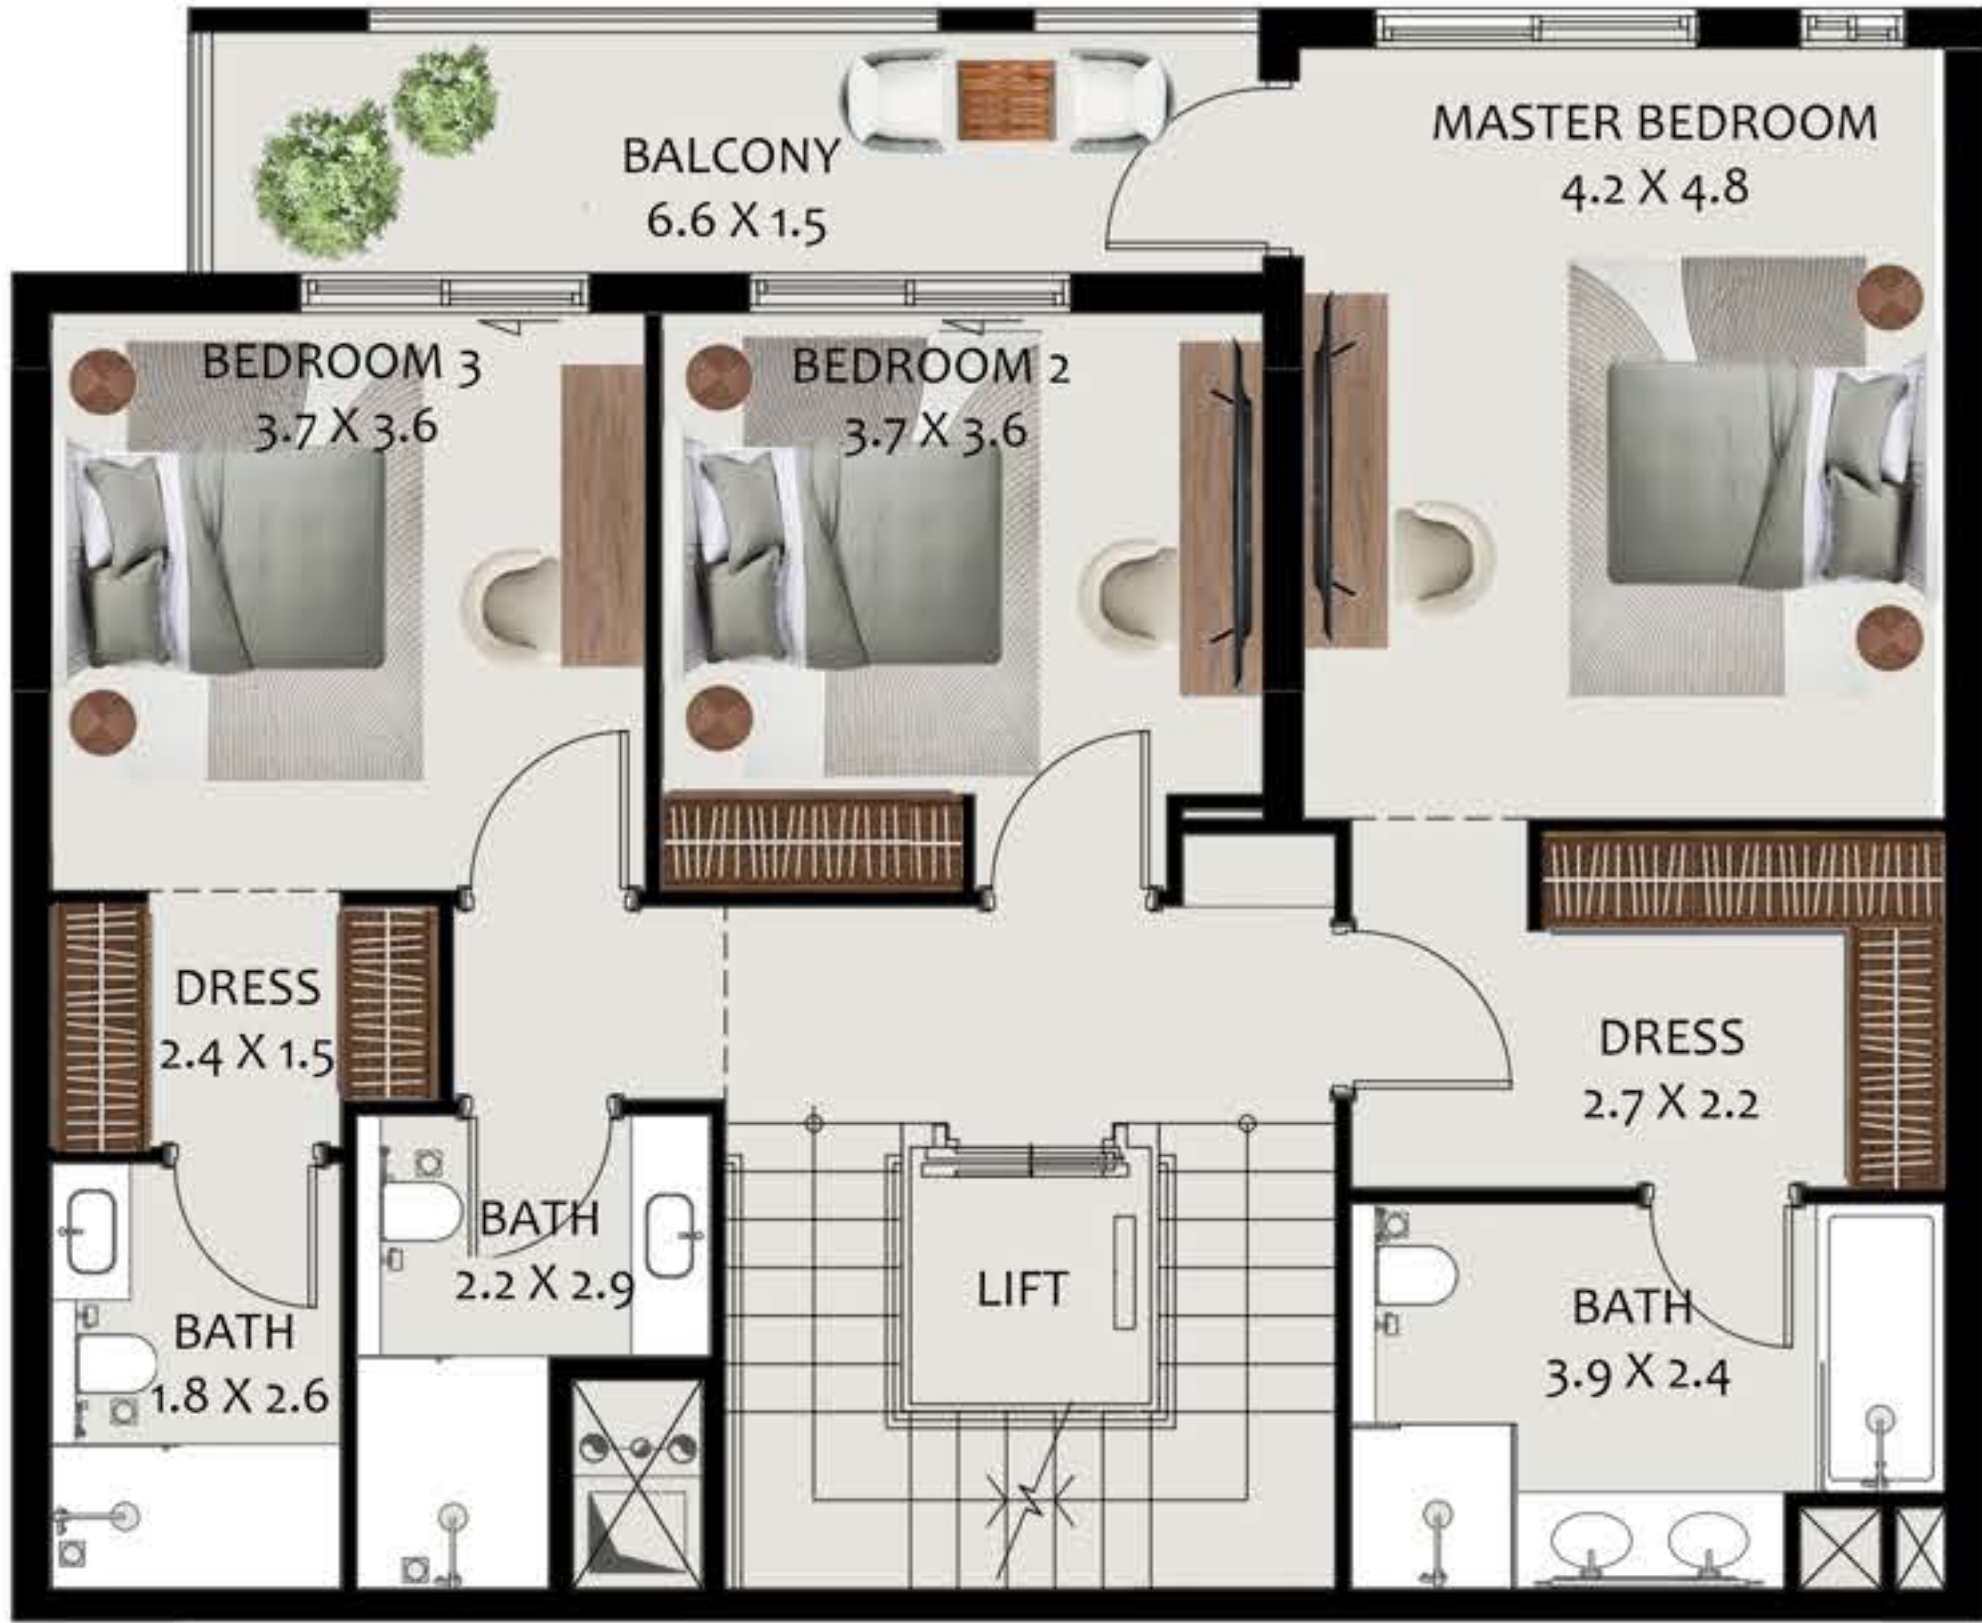 BALCONY
6.6 X 1.5
MASTER BEDROOM
4.2 X 4.8
BEDROOM 3
3.7 X 3.6
BEDROOM 2
3.7 X 3.6
DRESS
2.4 X 1.5
DRESS
2.7 X 2.2
BATH
2.2 X 2.9
LIFT
BATH
1.8 X 2.6
BATH
3.9 X 2.4